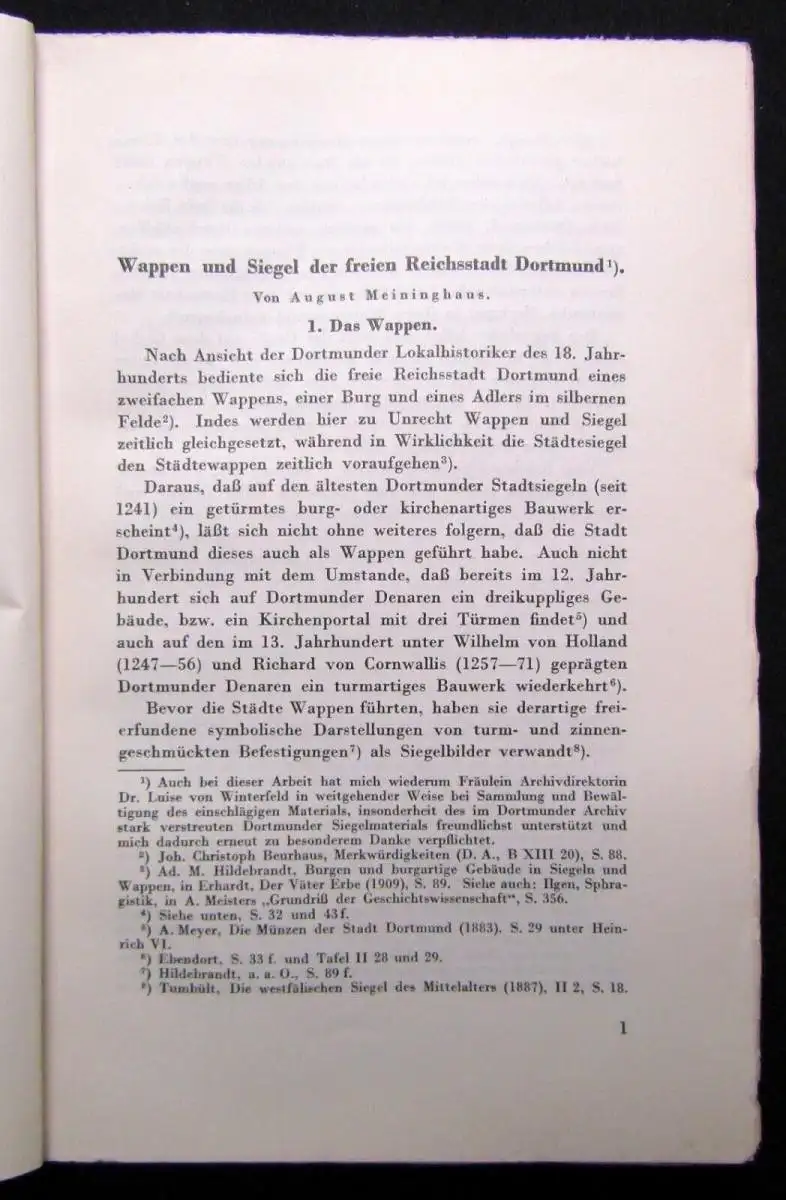 Wappen und Siegel der freien Reichsstadt Dortmund¹).
Von August Meininghaus.
1. Das Wappen.
Nach Ansicht der Dortmunder Lokalhistoriker des 18. Jahr-
hunderts bediente sich die freie Reichsstadt Dortmund eines
zweifachen Wappens, einer Burg und eines Adlers im silbernen
Felde²). Indes werden hier zu Unrecht Wappen und Siegel
zeitlich gleichgesetzt, während in Wirklichkeit die Städtesiegel
den Städtewappen zeitlich voraufgehen³).
Daraus, daß auf den ältesten Dortmunder Stadtsiegeln (seit
1241) ein getürmtes burg- oder kirchenartiges Bauwerk er-
scheint⁴), läßt sich nicht ohne weiteres folgern, daß die Stadt
Dortmund dieses auch als Wappen geführt habe. Auch nicht
in Verbindung mit dem Umstande, daß bereits im 12. Jahr-
hundert sich auf Dortmunder Denaren ein dreikuppliges Ge-
bäude, bzw. ein Kirchenportal mit drei Türmen findet⁵) und
auch auf den im 13. Jahrhundert unter Wilhelm von Holland
(1247—56) und Richard von Cornwallis (1257—71) geprägten
Dortmunder Denaren ein turmartiges Bauwerk wiederkehrt⁶).
Bevor die Städte Wappen führten, haben sie derartige frei-
erfundene symbolische Darstellungen von turm- und zinnen-
geschmückten Befestigungen⁷) als Siegelbilder verwandt⁸).
¹) Auch bei dieser Arbeit hat mich wiederum Fräulein Archivdirektorin
Dr. Luise von Winterfeld in weitgehender Weise bei Sammlung und Bewäl-
tigung des einschlägigen Materials, insonderheit des im Dortmunder Archiv
stark verstreuten Dortmunder Siegelmaterials freundlichst unterstützt und
mich dadurch erneut zu besonderem Danke verpflichtet.
²) Joh. Christoph Beurhaus, Merkwürdigkeiten (D. A., B XIII 20), S. 88.
³) Ad. M. Hildebrandt, Burgen und burgartige Gebäude in Siegeln und
Wappen, in Erhardt, Der Väter Erbe (1909), S. 89. Siehe auch: Ilgen, Sphra-
gistik, in A. Meisters „Grundriß der Geschichtswissenschaft“, S. 356.
⁴) Siehe unten, S. 32 und 43 f.
⁵) A. Meyer, Die Münzen der Stadt Dortmund (1883). S. 29 unter Hein-
rich VI.
⁶) Ebendort, S. 33 f. und Tafel II 28 und 29.
⁷) Hildebrandt, a. a. O., S. 89 f.
⁸) Tumbült, Die westfälischen Siegel des Mittelalters (1887), II 2, S. 18.
1